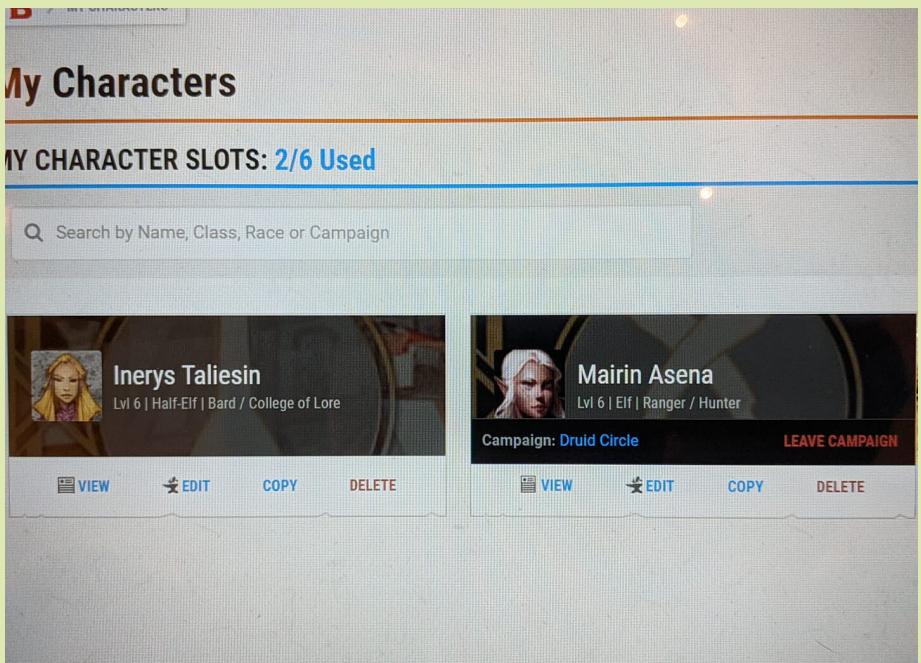 B / MY CHARACTERS
My Characters
MY CHARACTER SLOTS: 2/6 Used
Search by Name, Class, Race or Campaign
Inerys Taliesin
Lvl 6 | Half-Elf | Bard / College of Lore
VIEW EDIT COPY DELETE
Mairin Asena
Lvl 6 | Elf | Ranger / Hunter
Campaign: Druid Circle LEAVE CAMPAIGN
VIEW EDIT COPY DELETE